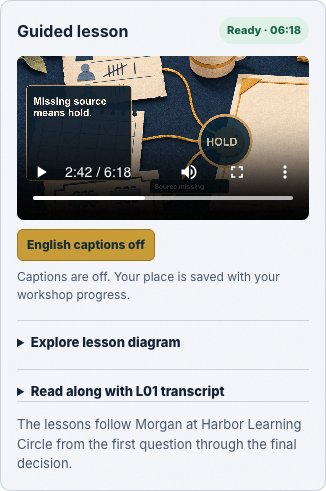 Guided lesson
Ready · 06:18
Missing source
means hold.
HOLD
2:42 / 6:18
Source missing
English captions off
Captions are off. Your place is saved with your
workshop progress.
Explore lesson diagram
Read along with L01 transcript
The lessons follow Morgan at Harbor Learning
Circle from the first question through the final
decision.